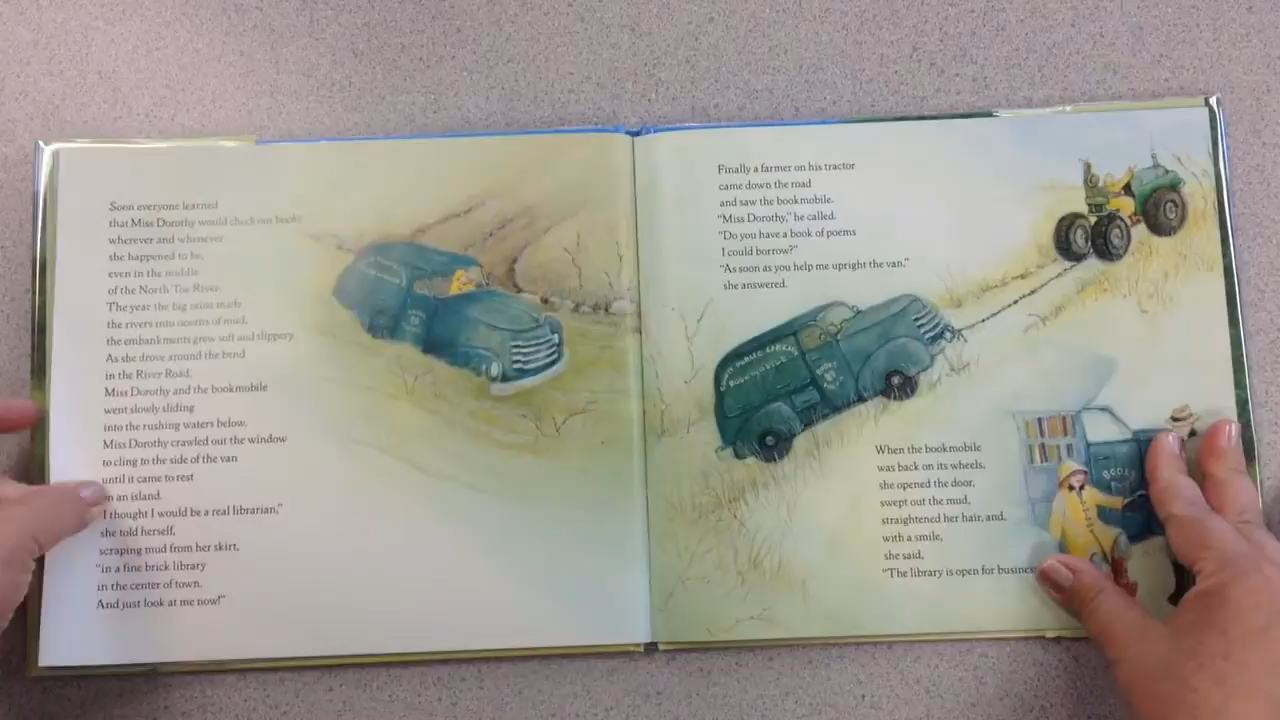 Soon everyone learned
that Miss Dorothy would check out books
wherever and whenever
she happened to be,
even in the middle
of the North Toe River.
The year the big rains made
the rivers into oceans of mud,
the embankments grew soft and slippery.
As she drove around the bend
in the River Road,
Miss Dorothy and the bookmobile
went slowly sliding
into the rushing waters below.
Miss Dorothy crawled out the window
to cling to the side of the van
until it came to rest
on an island.
"I thought I would be a real librarian,"
she told herself,
scraping mud from her skirt,
"in a fine brick library
in the center of town.
And just look at me now!"
Finally a farmer on his tractor
came down the road
and saw the bookmobile.
"Miss Dorothy," he called.
"Do you have a book of poems
I could borrow?"
"As soon as you help me upright the van,"
she answered.
COUNTY PUBLIC LIBRARY
BOOKMOBILE
BOOKS
When the bookmobile
was back on its wheels,
she opened the door,
swept out the mud,
straightened her hair, and,
with a smile,
she said,
"The library is open for business
BOOKS